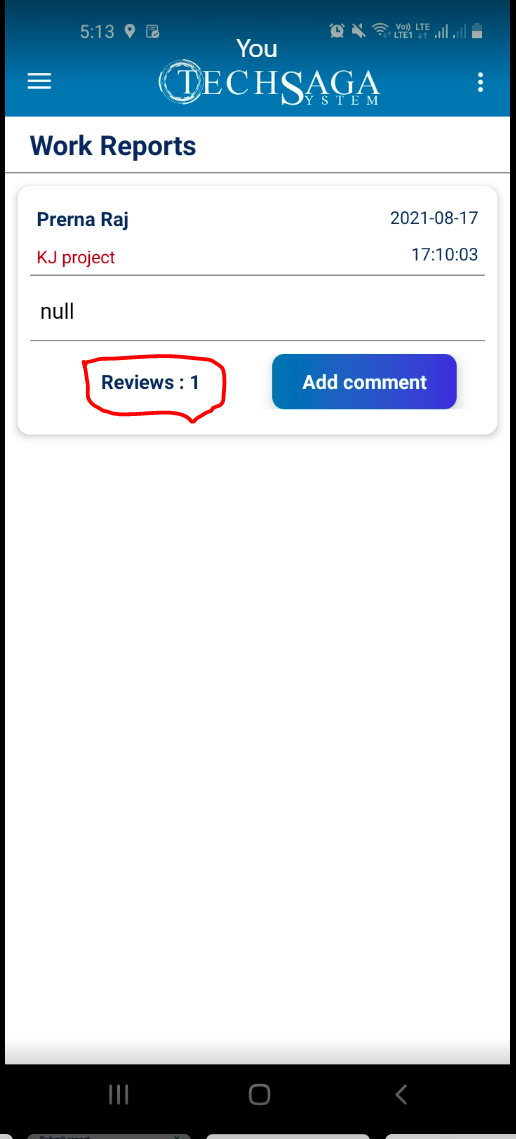 5:13
Vo)) LTE
LTE1
You
TECHSAGA
SYSTEM
Work Reports
Prerna Raj
2021-08-17
KJ project
17:10:03
null
Reviews : 1
Add comment